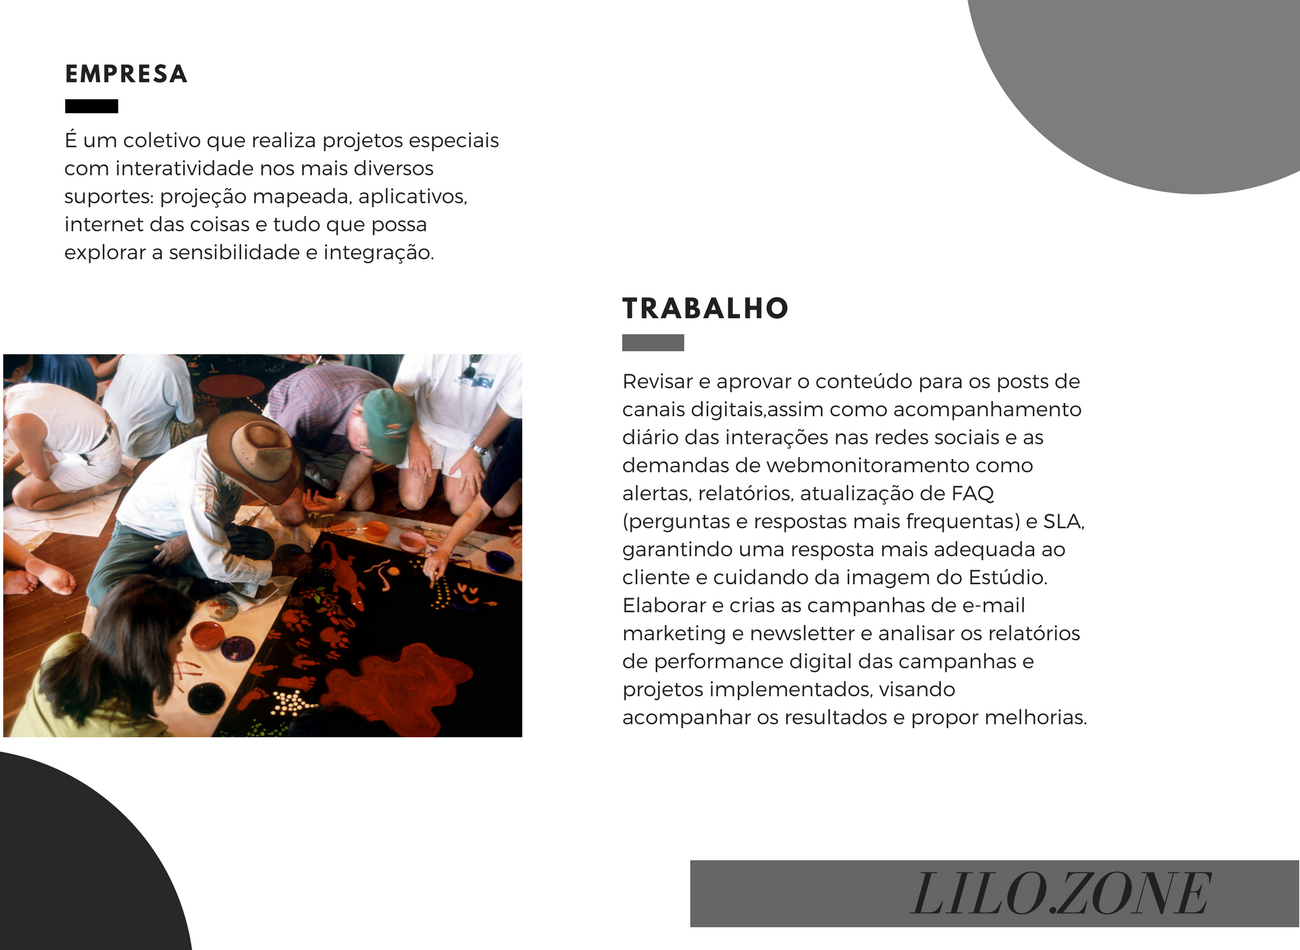 EMPRESA
É um coletivo que realiza projetos especiais
com interatividade nos mais diversos
suportes: projeção mapeada, aplicativos,
internet das coisas e tudo que possa
explorar a sensibilidade e integração.
TRABALHO
Revisar e aprovar o conteúdo para os posts de
canais digitais,assim como acompanhamento
diário das interações nas redes sociais e as
demandas de webmonitoramento como
alertas, relatórios, atualização de FAQ
(perguntas e respostas mais frequentas) e SLA,
garantindo uma resposta mais adequada ao
cliente e cuidando da imagem do Estúdio.
Elaborar e crias as campanhas de e-mail
marketing e newsletter e analisar os relatórios
de performance digital das campanhas e
projetos implementados, visando
acompanhar os resultados e propor melhorias.
LILO.ZONE